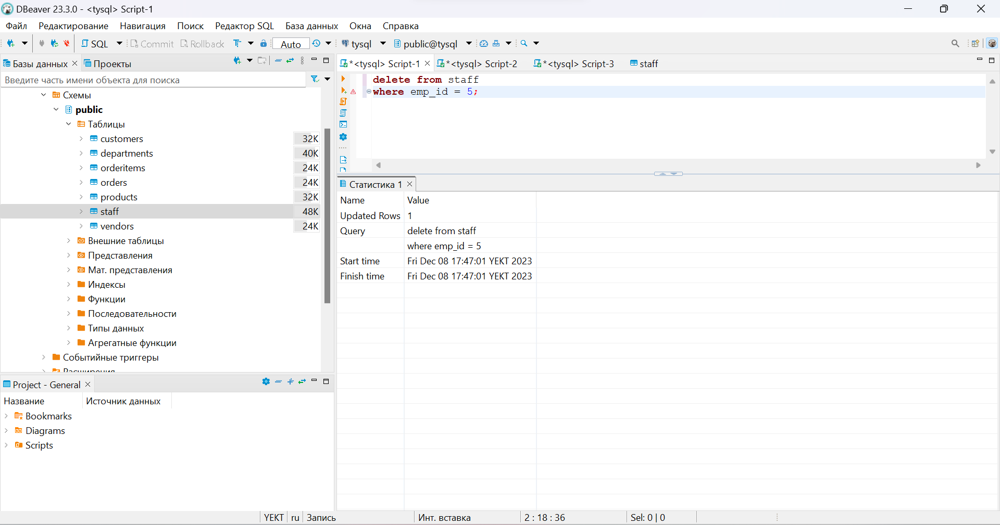 DBeaver 23.3.0 - <tysql> Script-1
Файл Редактирование Навигация Поиск Редактор SQL База данных Окна Справка
SQL Commit Rollback Auto tysql public@tysql
Базы данных Проекты
Введите часть имени объекта для поиска
Схемы
public
Таблицы
customers 32K
departments 40K
orderitems 24K
orders 24K
products 32K
staff 48K
vendors 24K
Внешние таблицы
Представления
Мат. представления
Индексы
Функции
Последовательности
Типы данных
Агрегатные функции
Событийные триггеры
Расширения
Project - General
Название Источник данных
Bookmarks
Diagrams
Scripts
*<tysql> Script-1 *<tysql> Script-2 *<tysql> Script-3 staff
delete from staff
where emp_id = 5;
Статистика 1
Name Value
Updated Rows 1
Query delete from staff
where emp_id = 5
Start time Fri Dec 08 17:47:01 YEKT 2023
Finish time Fri Dec 08 17:47:01 YEKT 2023
YEKT ru Запись Инт. вставка 2 : 18 : 36 Sel: 0 | 0